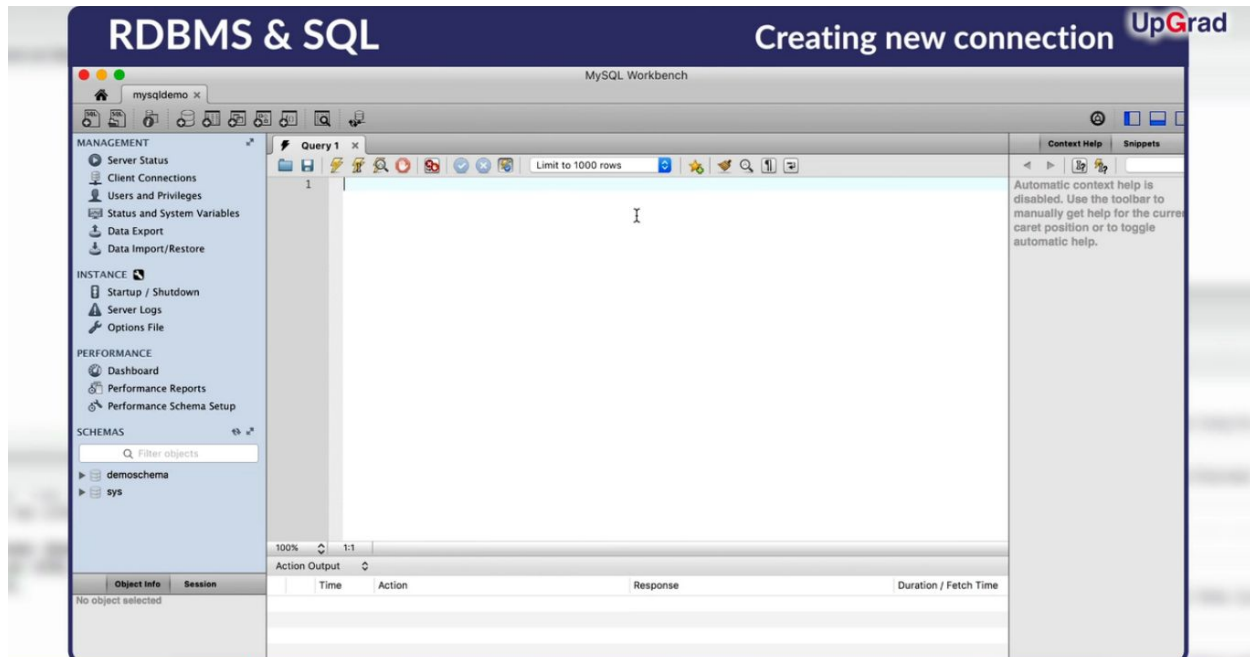 RDBMS & SQL
Creating new connection
UpGrad
MySQL Workbench
mysqldemo ×
MANAGEMENT
Server Status
Client Connections
Users and Privileges
Status and System Variables
Data Export
Data Import/Restore
INSTANCE
Startup / Shutdown
Server Logs
Options File
PERFORMANCE
Dashboard
Performance Reports
Performance Schema Setup
SCHEMAS
Filter objects
demoschema
sys
Object Info Session
No object selected
Query 1 ×
Limit to 1000 rows
1
100% 1:1
Action Output
Time Action Response Duration / Fetch Time
Context Help Snippets
Automatic context help is
disabled. Use the toolbar to
manually get help for the curre
caret position or to toggle
automatic help.